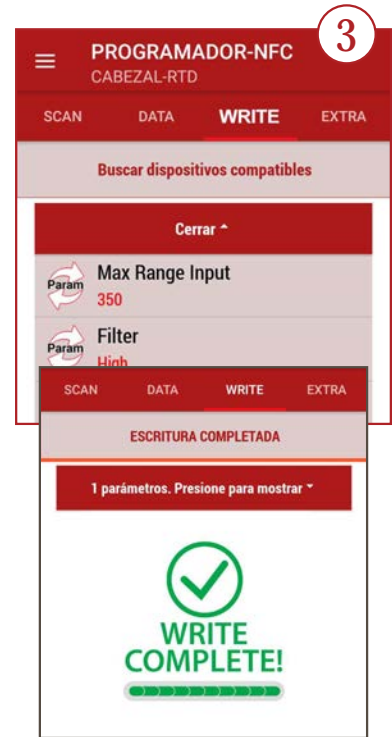 3
PROGRAMADOR-NFC
CABEZAL-RTD
SCAN DATA WRITE EXTRA
Buscar dispositivos compatibles
Cerrar
Param Max Range Input
350
Param Filter
High
SCAN DATA WRITE EXTRA
ESCRITURA COMPLETADA
1 parámetros. Presione para mostrar
WRITE
COMPLETE!